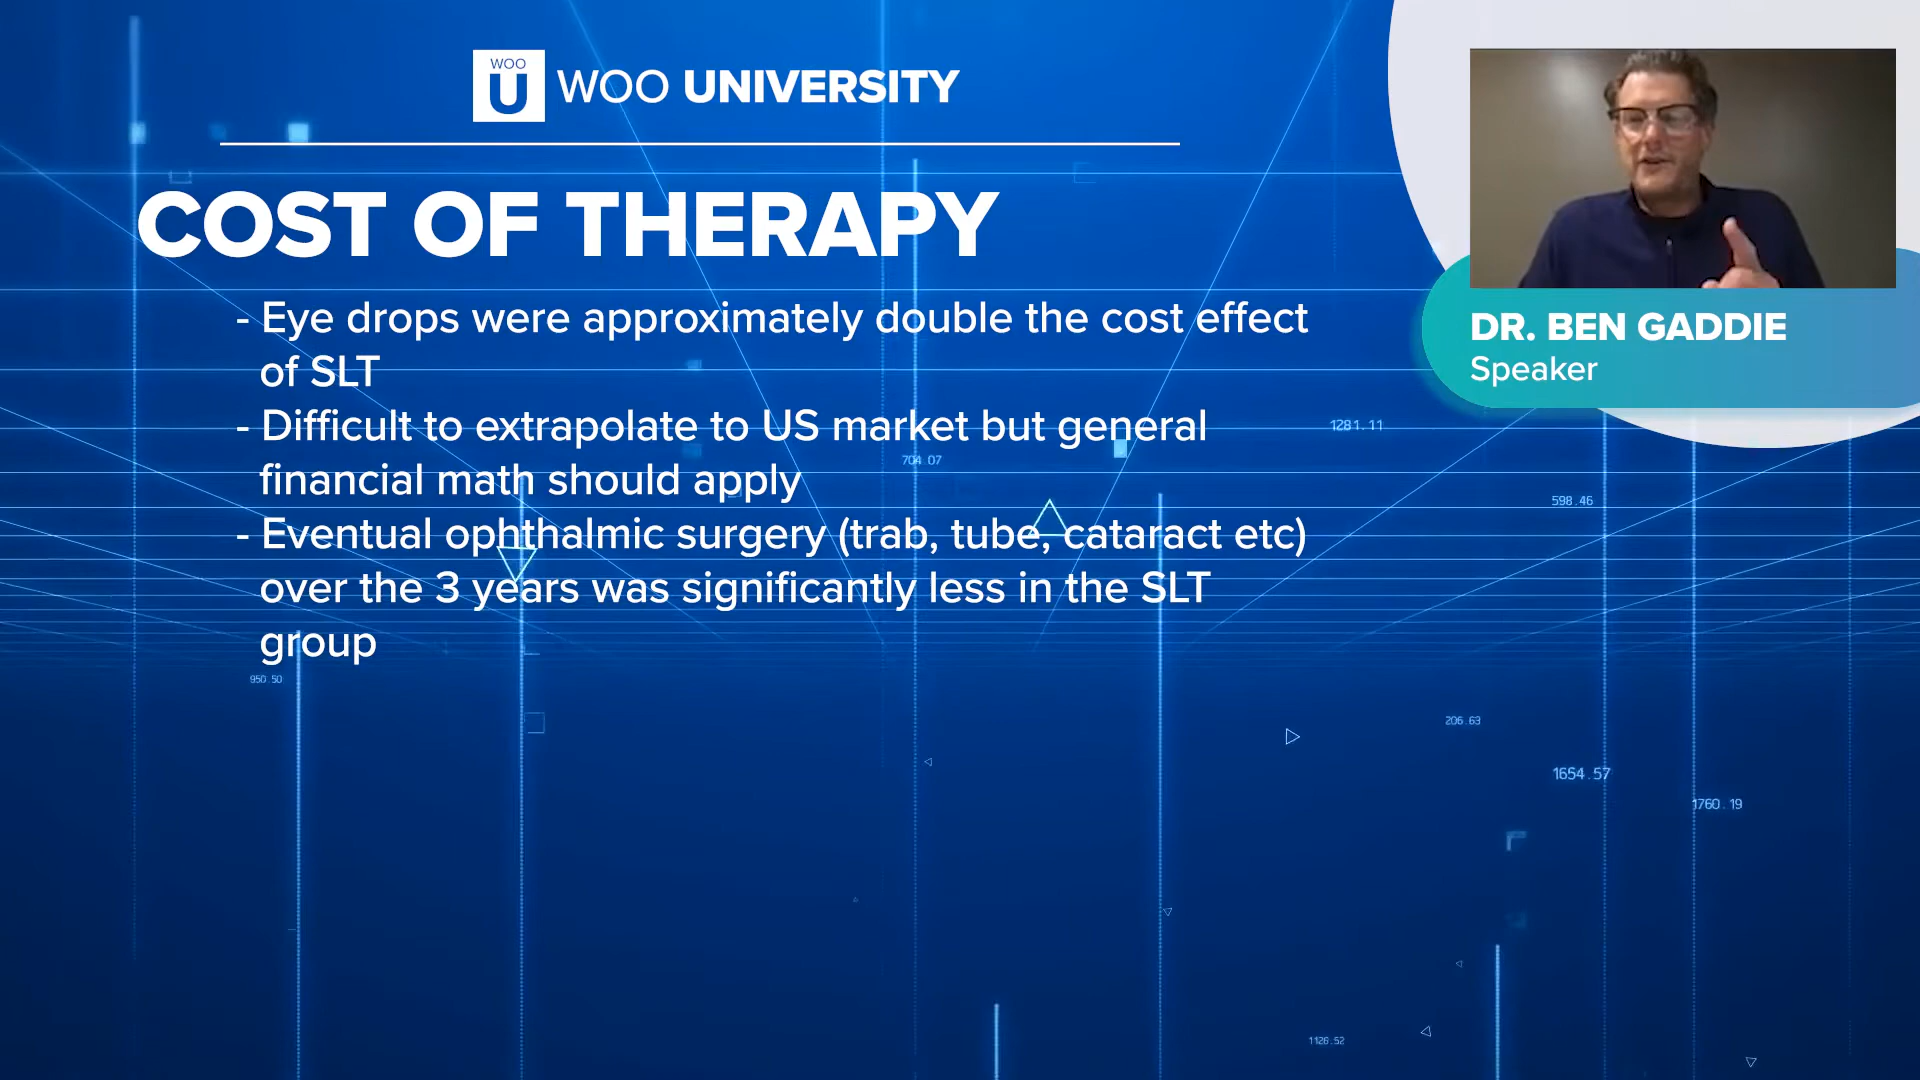 WOO
U
WOO UNIVERSITY
COST OF THERAPY
- Eye drops were approximately double the cost effect
of SLT
- Difficult to extrapolate to US market but general
financial math should apply
- Eventual ophthalmic surgery (trab, tube, cataract etc)
over the 3 years was significantly less in the SLT
group
DR. BEN GADDIE
Speaker
1281.11
704.07
598.46
950.50
206.63
1654.57
1760.19
1126.52